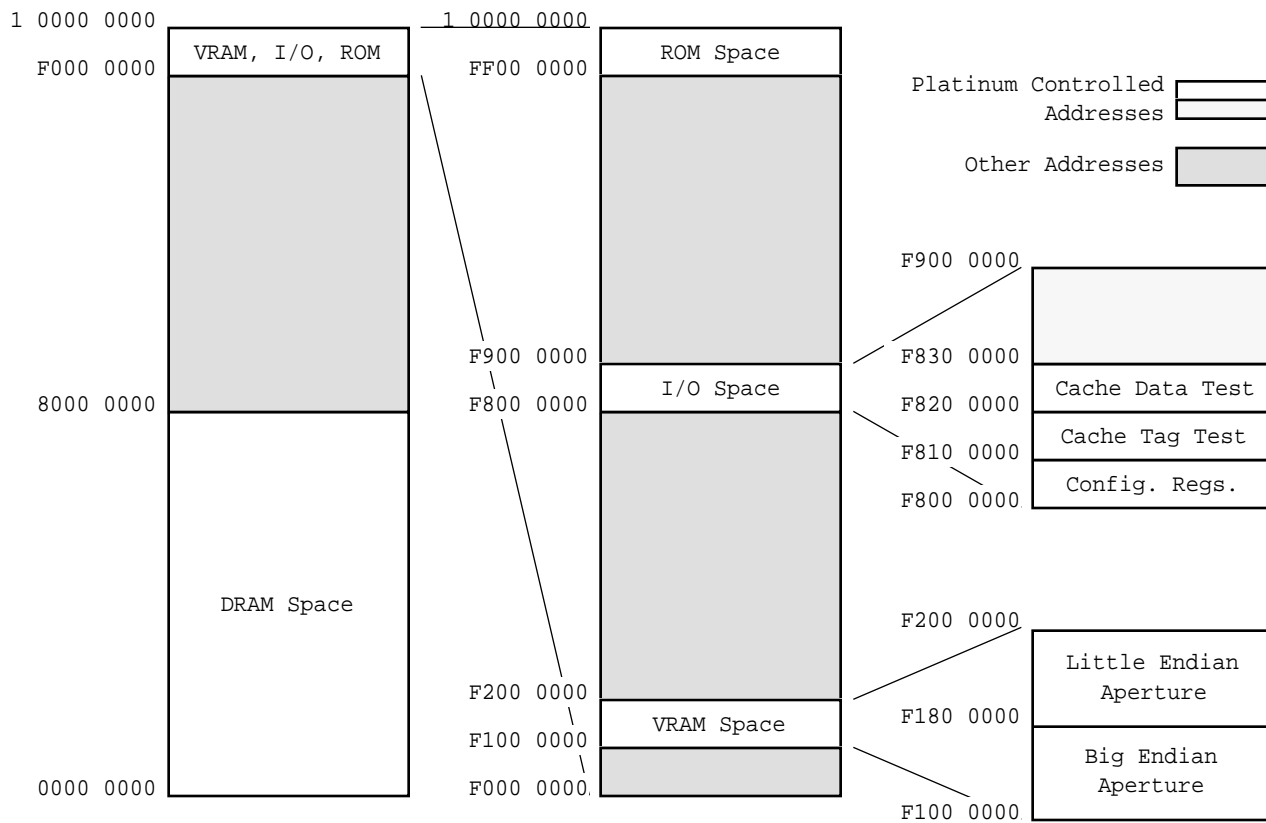 1 0000 0000
VRAM, I/O, ROM
F000 0000
8000 0000
DRAM Space
0000 0000
1 0000 0000
ROM Space
FF00 0000
F900 0000
I/O Space
F800 0000
F200 0000
VRAM Space
F100 0000
F000 0000
Platinum Controlled
Addresses
Other Addresses
F900 0000
F830 0000
Cache Data Test
F820 0000
Cache Tag Test
F810 0000
Config. Regs.
F800 0000
F200 0000
Little Endian
Aperture
F180 0000
Big Endian
Aperture
F100 0000